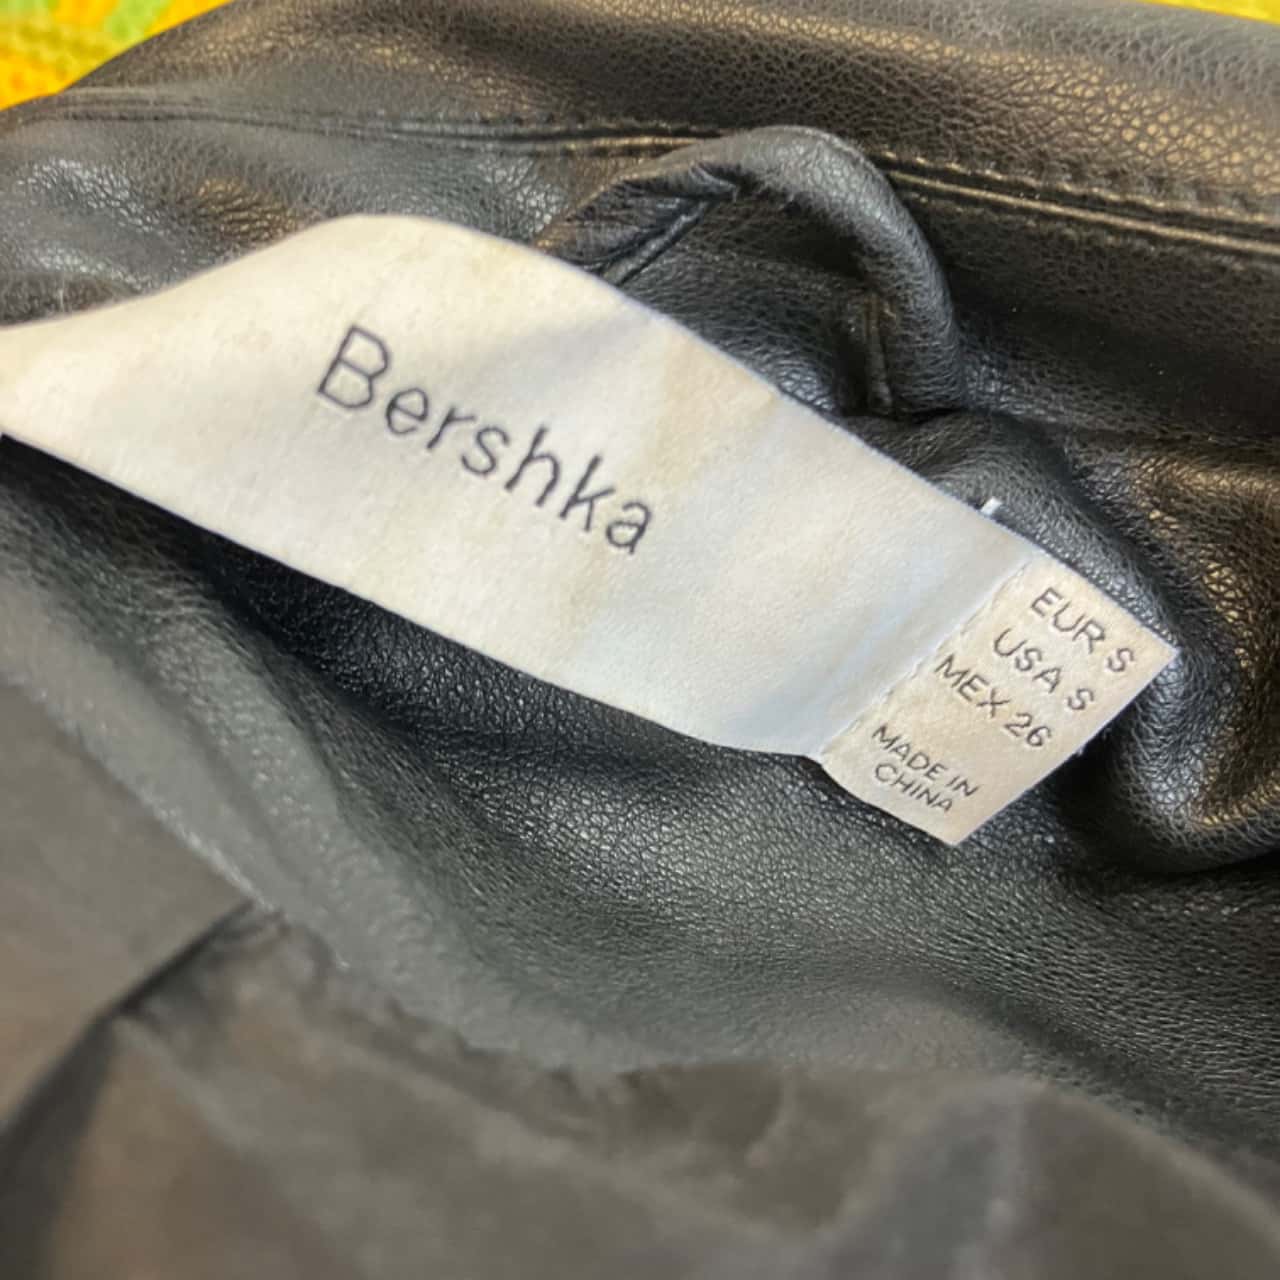 Bershka
EUR S
USA S
MEX 26
MADE IN
CHINA